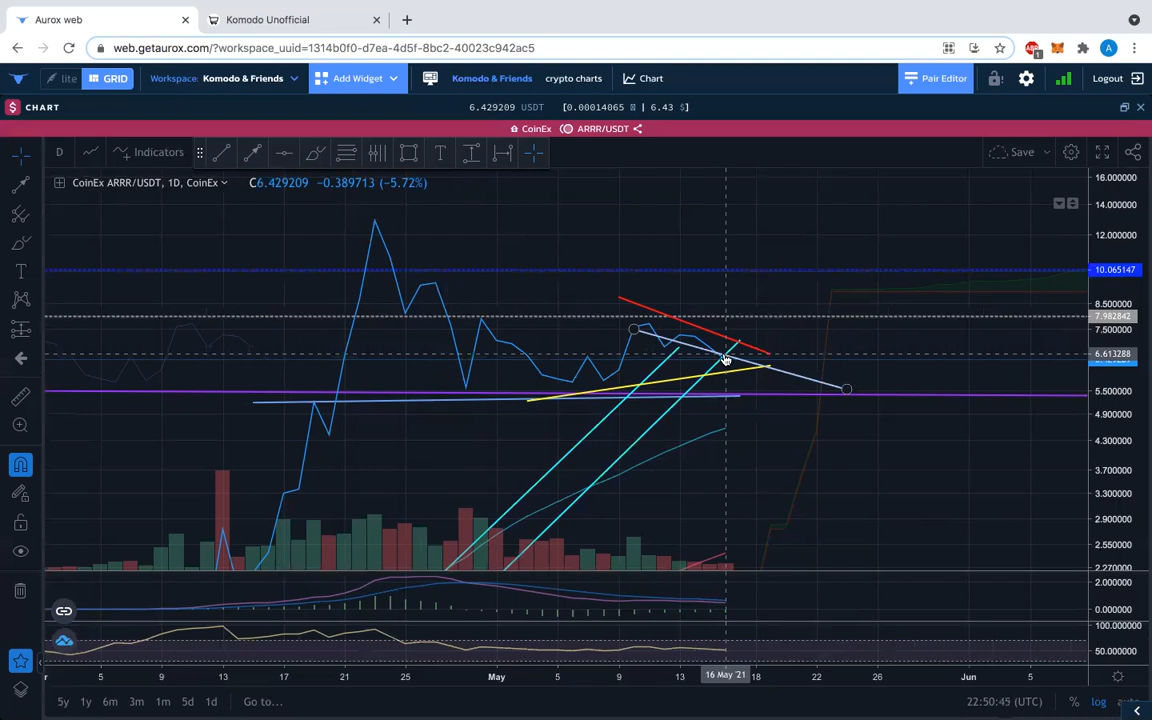 Aurox web
Komodo Unofficial
web.getaurox.com/?workspace_uuid=1314b0f0-d7ea-4d5f-8bc2-40023c942ac5
ABP
1
A
lite
GRID
Workspace: Komodo & Friends
Add Widget
Komodo & Friends
crypto charts
Chart
Pair Editor
Logout
$ CHART
6.429209 USDT [0.00014065 ₿ | 6.43 $]
CoinEx ARRR/USDT
D
Indicators
T
Save
CoinEx ARRR/USDT, 1D, CoinEx
C6.429209 −0.389713 (−5.72%)
16.000000
14.000000
12.000000
10.065147
8.500000
7.982842
7.500000
6.613288
5.500000
4.900000
4.300000
3.700000
3.300000
2.900000
2.550000
2.270000
2.000000
0.000000
100.000000
50.000000
r
5
9
13
17
21
25
May
5
9
13
16 May '21
18
22
26
Jun
5
5y 1y 6m 3m 1m 5d 1d Go to...
22:50:45 (UTC)
% log auto